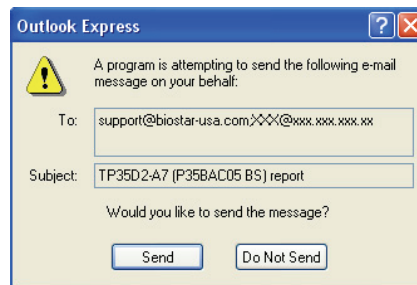 Outlook Express
A program is attempting to send the following e-mail
message on your behalf:
To: support@biostar-usa.com;XXX@xxx.xxx.xxx.xx
Subject: TP35D2-A7 (P35BAC05 BS) report
Would you like to send the message?
Send Do Not Send